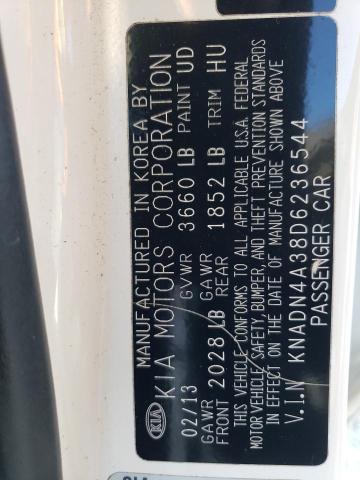 MANUFACTURED IN KOREA BY
KIA KIA MOTORS CORPORATION
02/13 GVWR 3660 LB PAINT UD
GAWR FRONT 2028 LB GAWR REAR 1852 LB TRIM HU
THIS VEHICLE CONFORMS TO ALL APPLICABLE U.S.A. FEDERAL
MOTOR VEHICLE SAFETY, BUMPER, AND THEFT PREVENTION STANDARDS
IN EFFECT ON THE DATE OF MANUFACTURE SHOWN ABOVE
V.I.N KNADN4A38D6236544
PASSENGER CAR